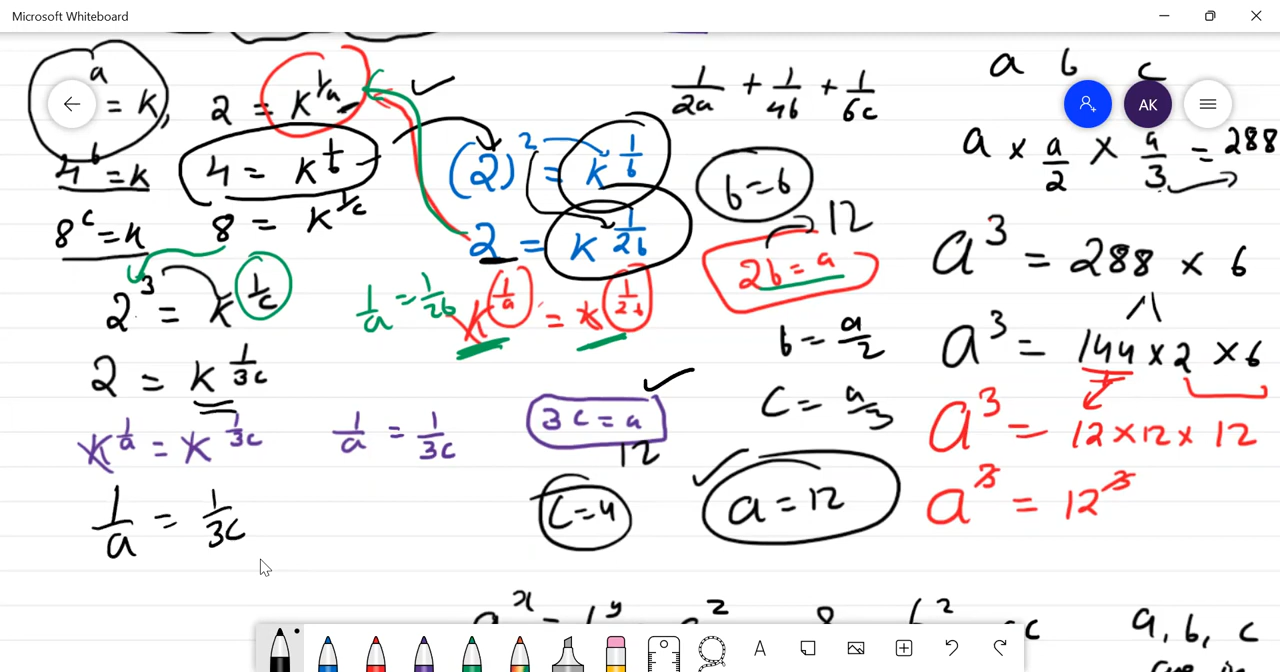 Microsoft Whiteboard
a = k,
2 = k^(1/a)
1/2a + 1/4b + 1/6c
a b c
AK
4^b = k
4 = k^(1/b)
(2)^2 = k^(1/b)
b = 6
a × a/2 × a/3 = 288
8^c = k
8 = k^(1/c)
2 = k^(1/2b)
12
2b = a
a^3 = 288 × 6
2^3 = k^(1/c)
1/a = 1/2b
k^(1/a) = k^(1/2b)
b = a/2
a^3 = 144 × 2 × 6
2 = k^(1/3c)
c = a/3
k^(1/a) = k^(1/3c)
1/a = 1/3c
3c = a
12
a^3 = 12 × 12 × 12
1/a = 1/3c
c = 4
a = 12
a^3 = 12^3
a, b, c
A